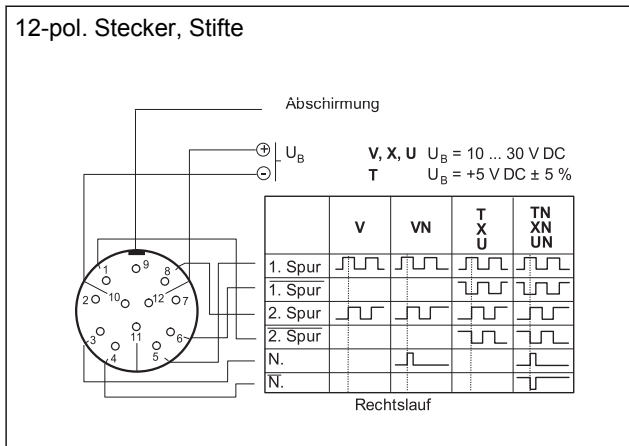 12-pol. Stecker, Stifte
Abschirmung
+ U_B V, X, U U_B = 10 ... 30 V DC
− T U_B = +5 V DC ± 5 %
V VN T X U TN XN UN
1. Spur
1. Spur
2. Spur
2. Spur
N.
N.
1 9 8
2 10 12 7
3 11 6
4 5
Rechtslauf